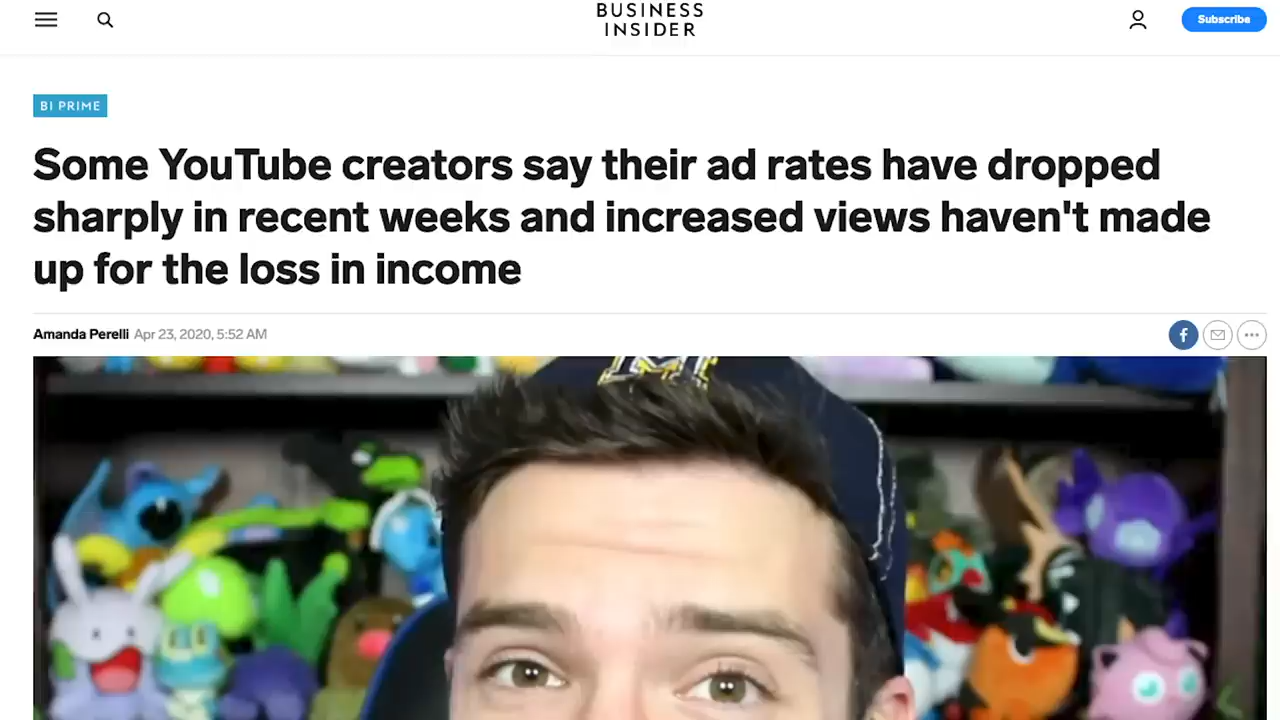 BUSINESS
INSIDER
Subscribe
BI PRIME
Some YouTube creators say their ad rates have dropped
sharply in recent weeks and increased views haven't made
up for the loss in income
Amanda Perelli Apr 23, 2020, 5:52 AM
f
M